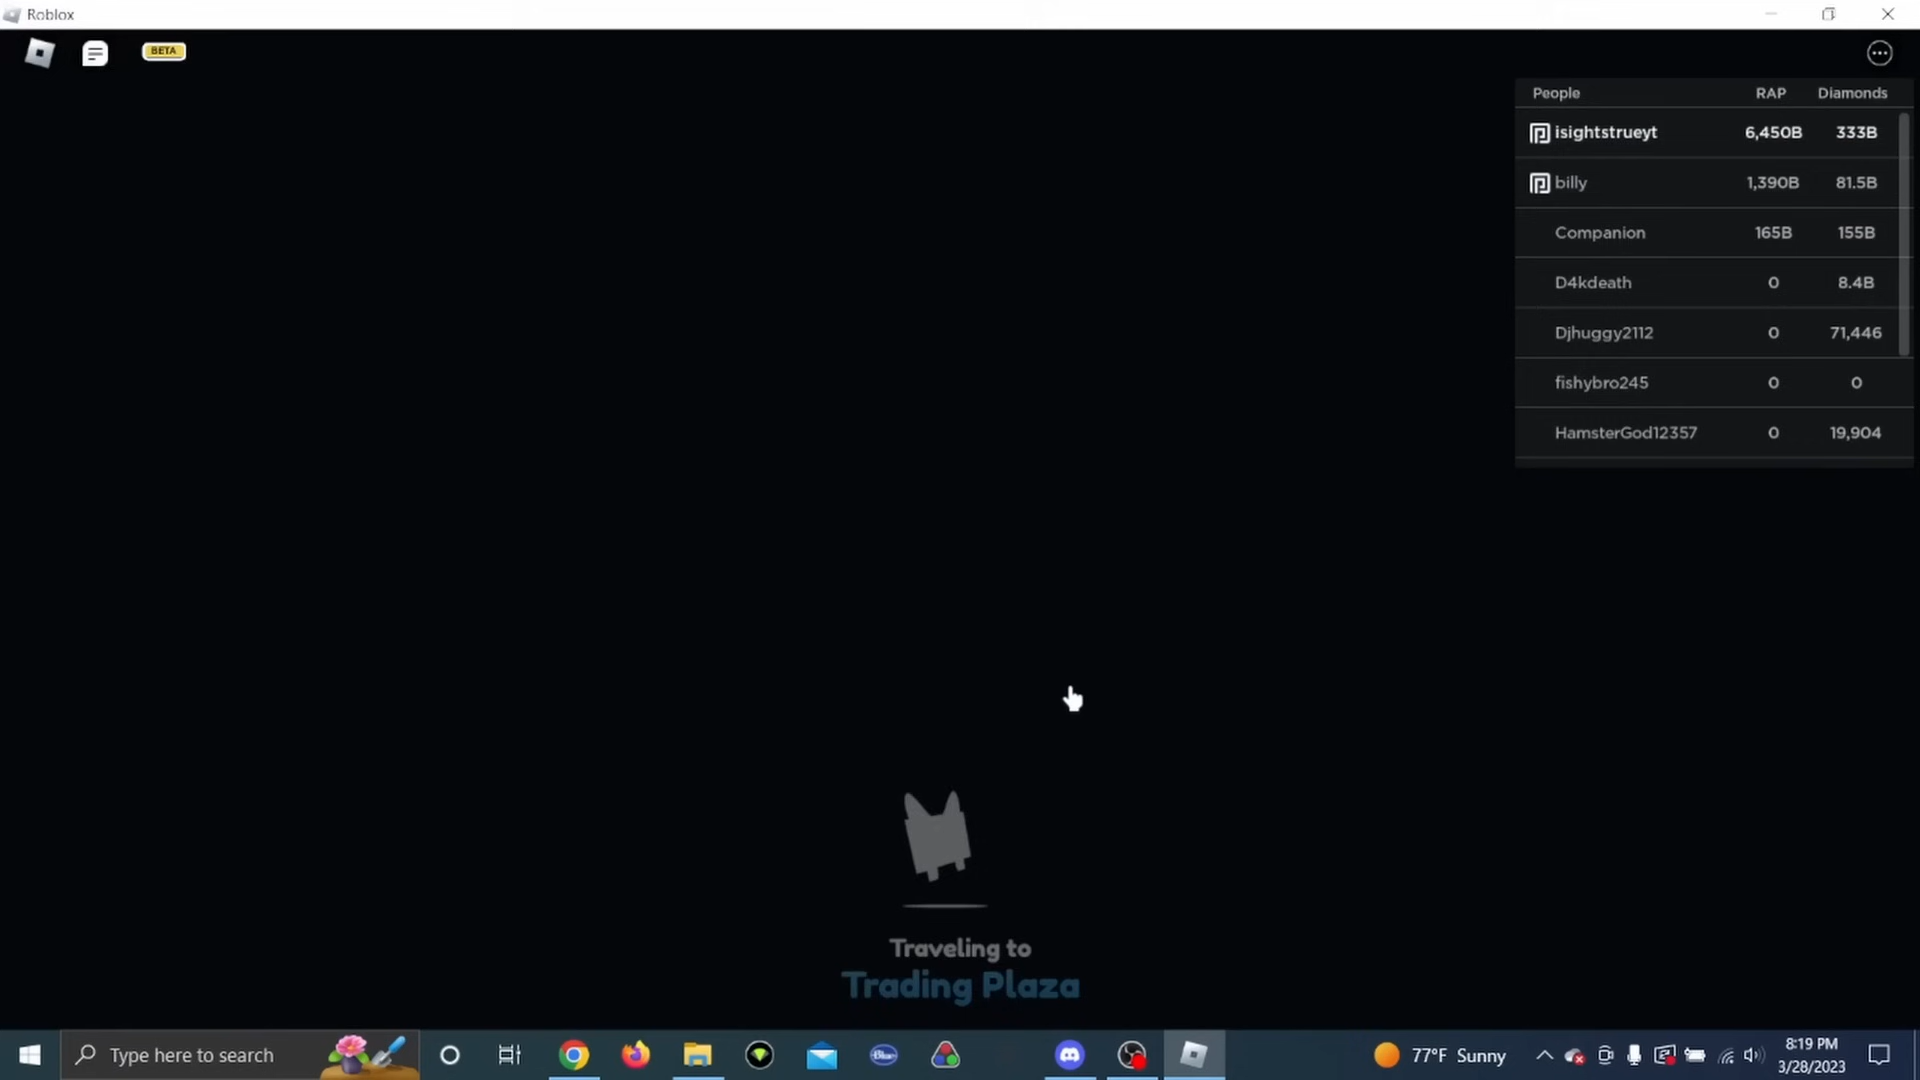 Roblox
BETA
People RAP Diamonds
isightstrueyt 6,450B 333B
billy 1,390B 81.5B
Companion 165B 155B
D4kdeath 0 8.4B
Djhuggy2112 0 71,446
fishybro245 0 0
HamsterGod12357 0 19,904
Traveling to
Trading Plaza
Type here to search
Blue
77°F Sunny
8:19 PM
3/28/2023